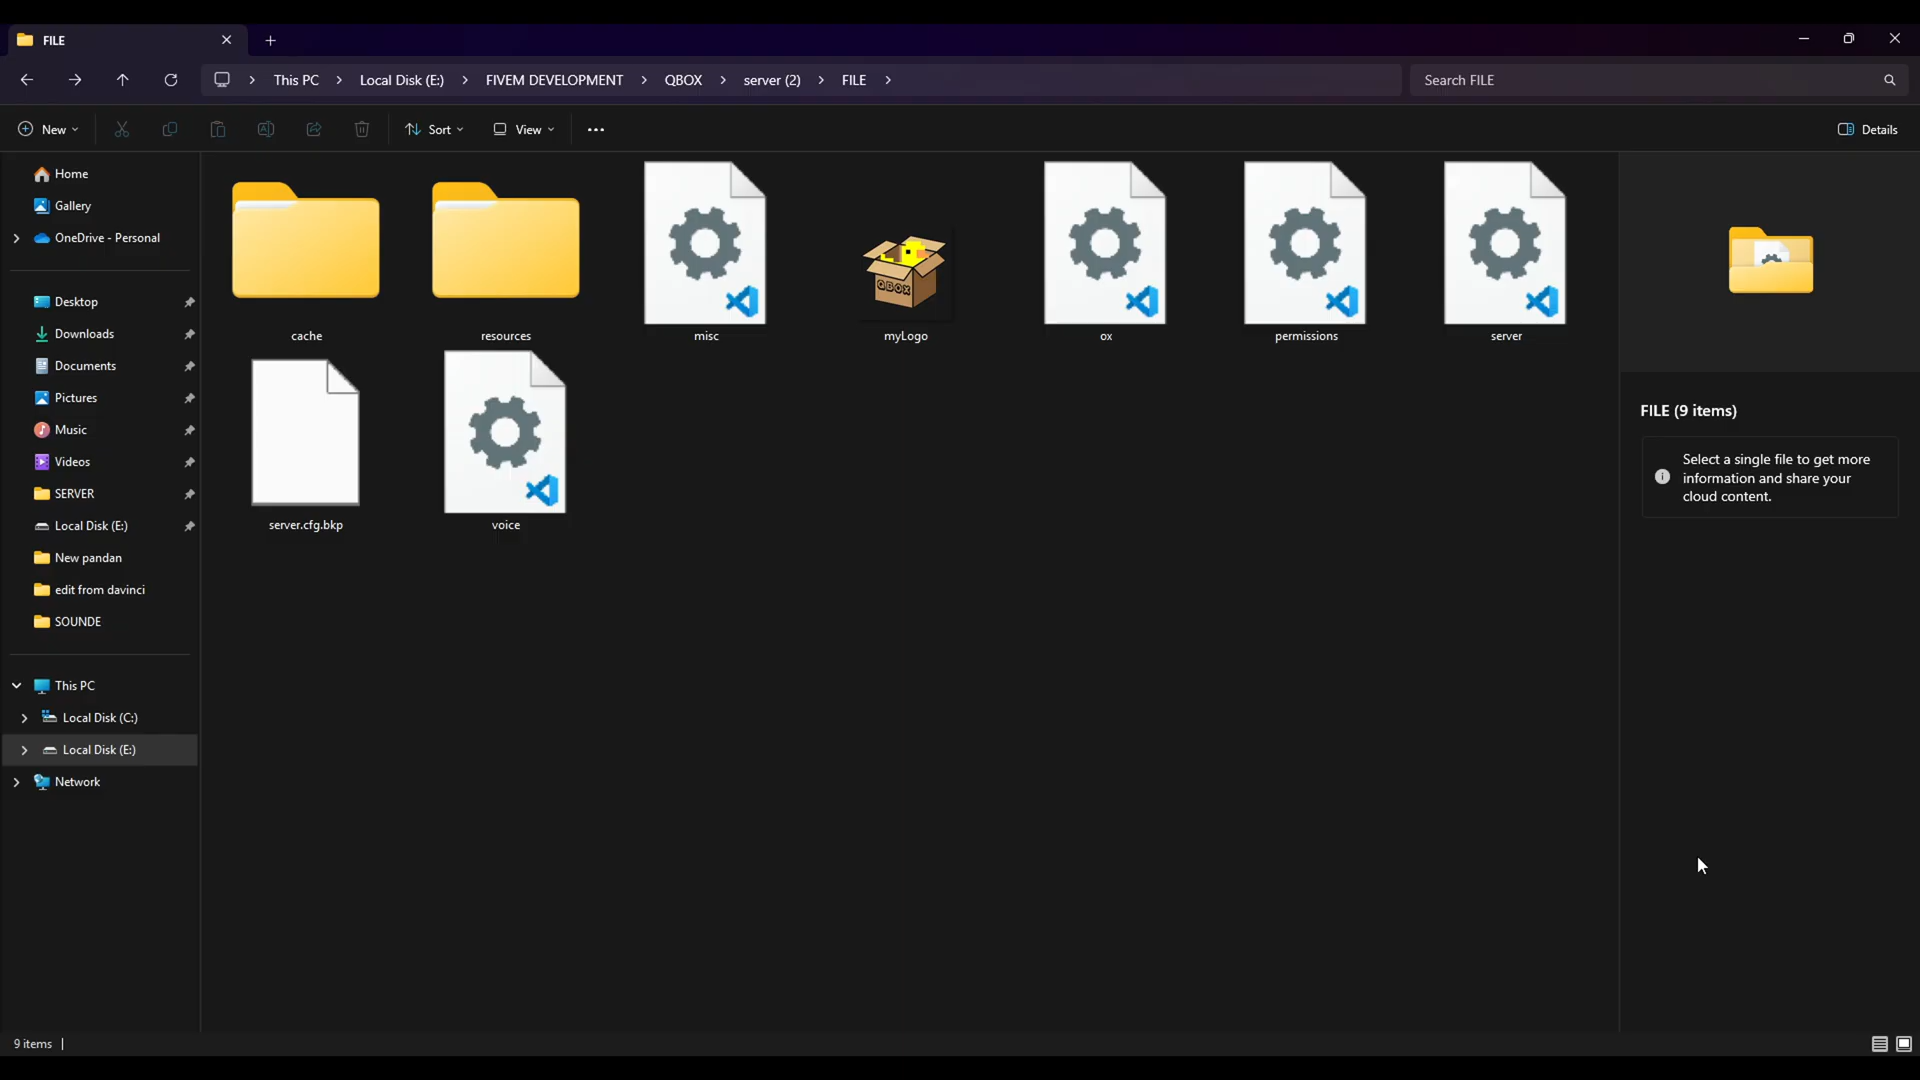 FILE
This PC
Local Disk (E:)
FIVEM DEVELOPMENT
QBOX
server (2)
FILE
Search FILE
New
Sort
View
Details
Home
Gallery
OneDrive - Personal
Desktop
Downloads
Documents
Pictures
Music
Videos
SERVER
Local Disk (E:)
New pandan
edit from davinci
SOUNDE
This PC
Local Disk (C:)
Local Disk (E:)
Network
cache
resources
misc
QBOX
myLogo
ox
permissions
server
server.cfg.bkp
voice
FILE (9 items)
Select a single file to get more
information and share your
cloud content.
9 items